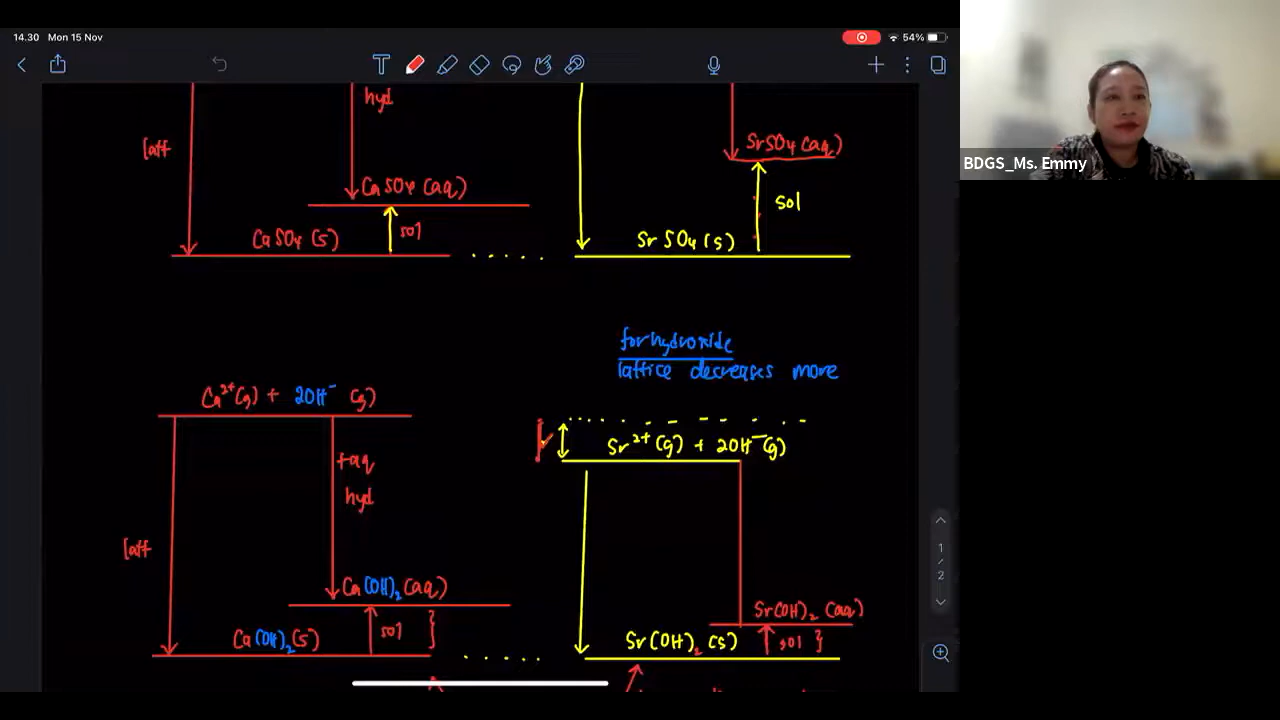 14.30 Mon 15 Nov
54%
hyd
latt
SrSO4 (aq)
CaSO4 (aq)
sol
sol
CaSO4 (s)
SrSO4 (s)
for hydroxide
lattice decreases more
Ca²⁺(g) + 2OH⁻ (g)
Sr²⁺(g) + 2OH⁻(g)
+aq
hyd
latt
Ca(OH)₂ (aq)
Sr(OH)₂ (aq)
Ca(OH)₂(s)
sol
Sr(OH)₂ (s)
sol
1
/
2
BDGS_Ms. Emmy